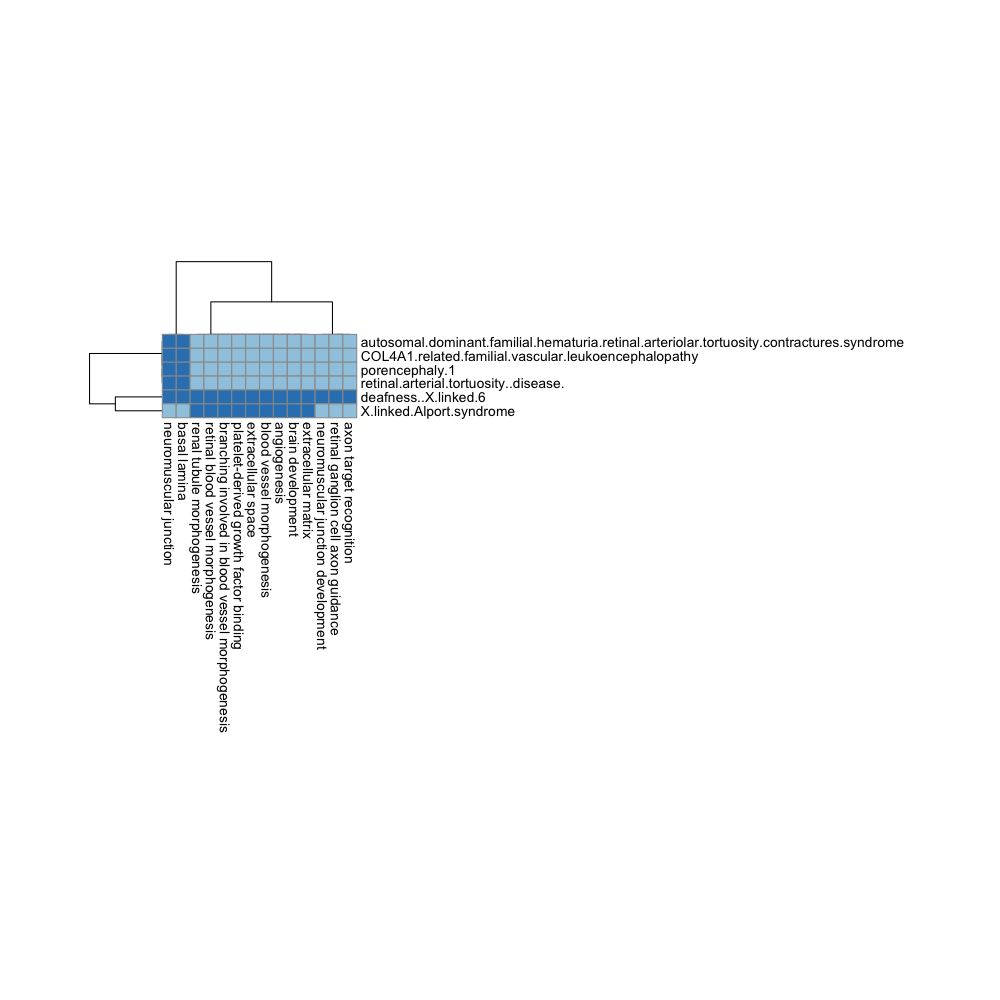 autosomal.dominant.familial.hematuria.retinal.arteriolar.tortuosity.contractures.syndrome
COL4A1.related.familial.vascular.leukoencephalopathy
porencephaly.1
retinal.arterial.tortuosity..disease.
deafness..X.linked.6
X.linked.Alport.syndrome
neuromuscular junction
basal lamina
renal tubule morphogenesis
retinal blood vessel morphogenesis
branching involved in blood vessel morphogenesis
platelet-derived growth factor binding
extracellular space
blood vessel morphogenesis
angiogenesis
brain development
extracellular matrix
neuromuscular junction development
retinal ganglion cell axon guidance
axon target recognition